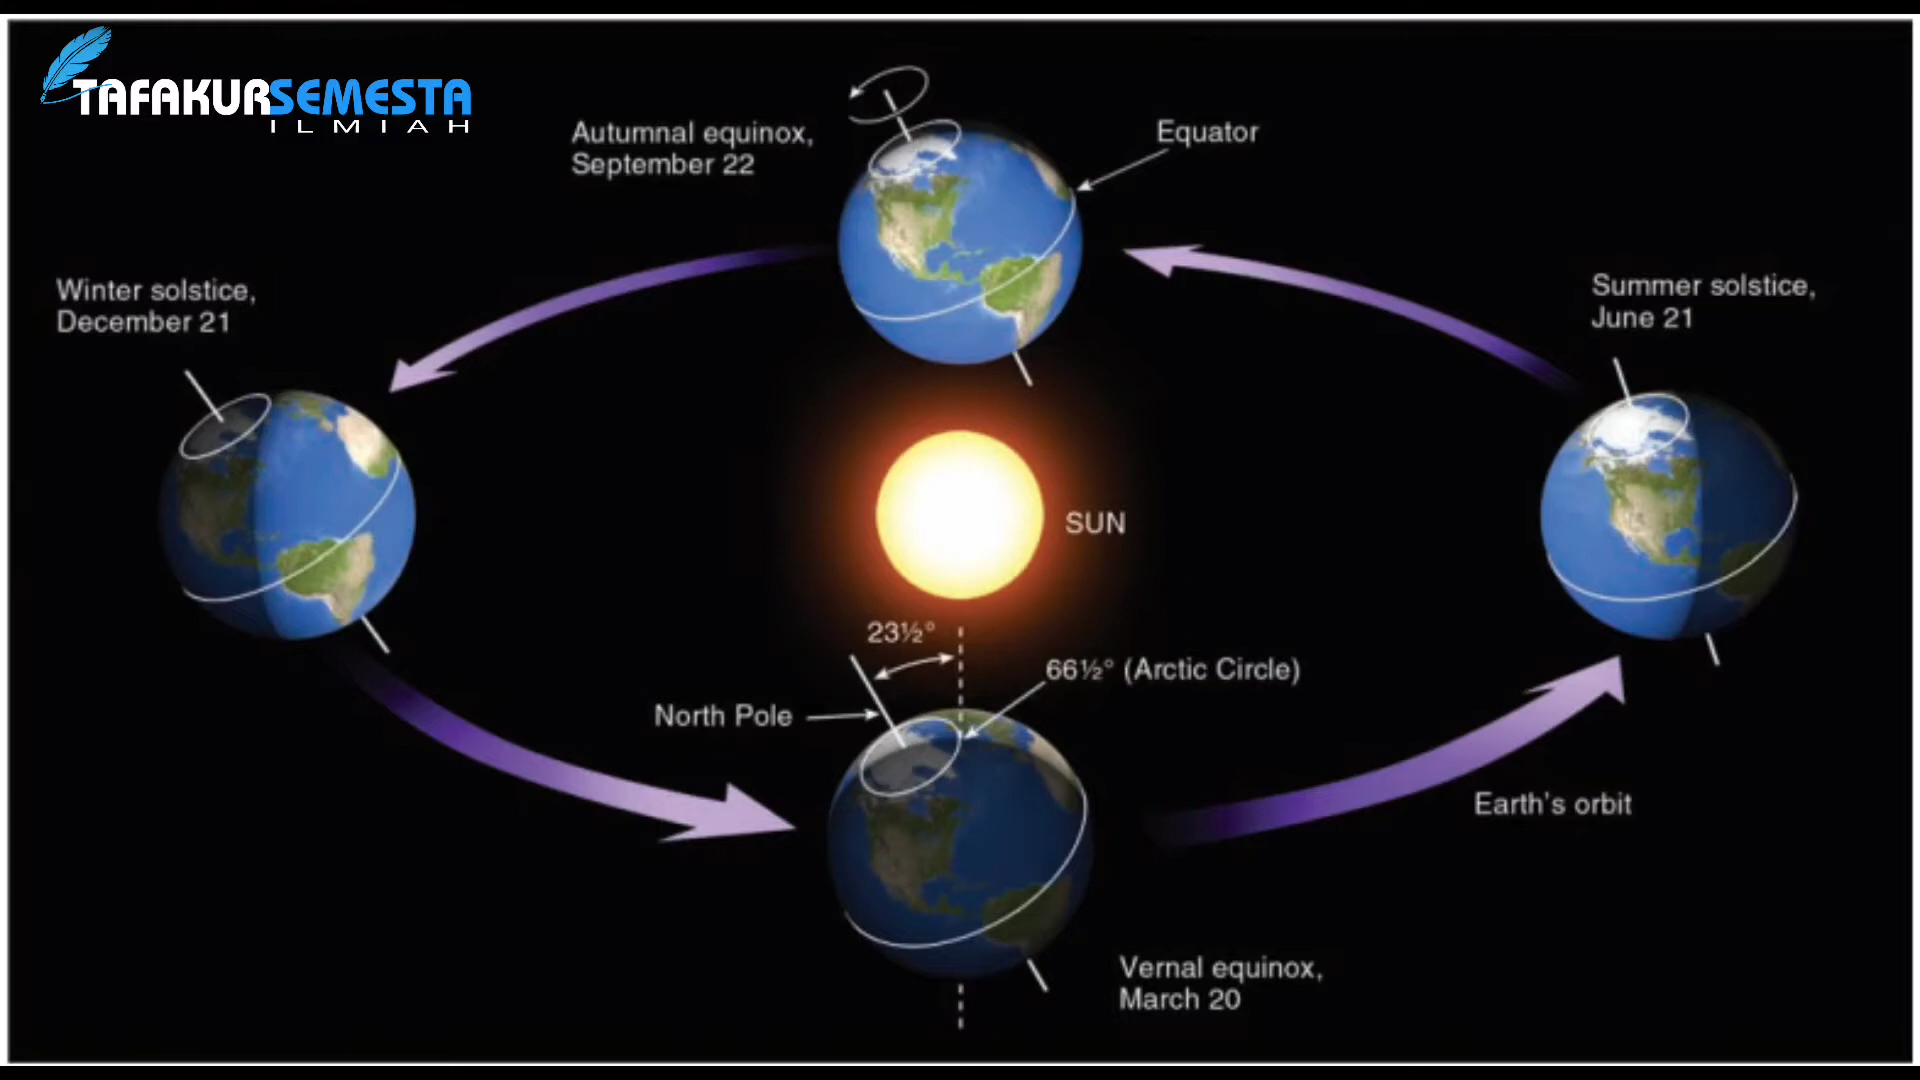 TAFAKURSEMESTA
ILMIAH
Autumnal equinox,
September 22
Equator
Winter solstice,
December 21
Summer solstice,
June 21
SUN
23½°
66½° (Arctic Circle)
North Pole
Earth's orbit
Vernal equinox,
March 20